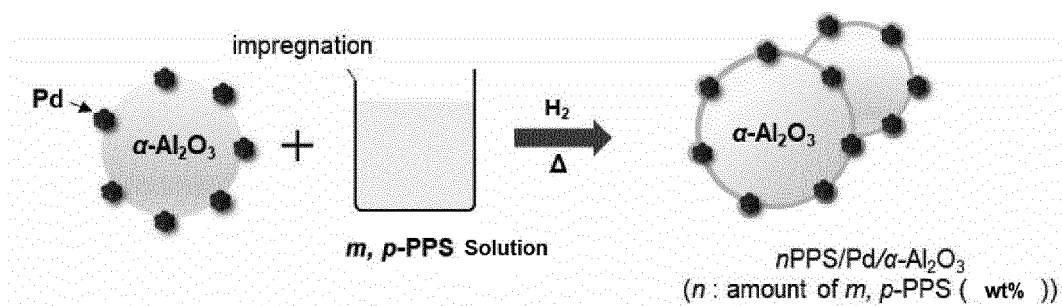 impregnation
Pd
α-Al₂O₃
+
m, p-PPS Solution
H₂
Δ
α-Al₂O₃
nPPS/Pd/α-Al₂O₃
(n : amount of m, p-PPS ( wt% ))